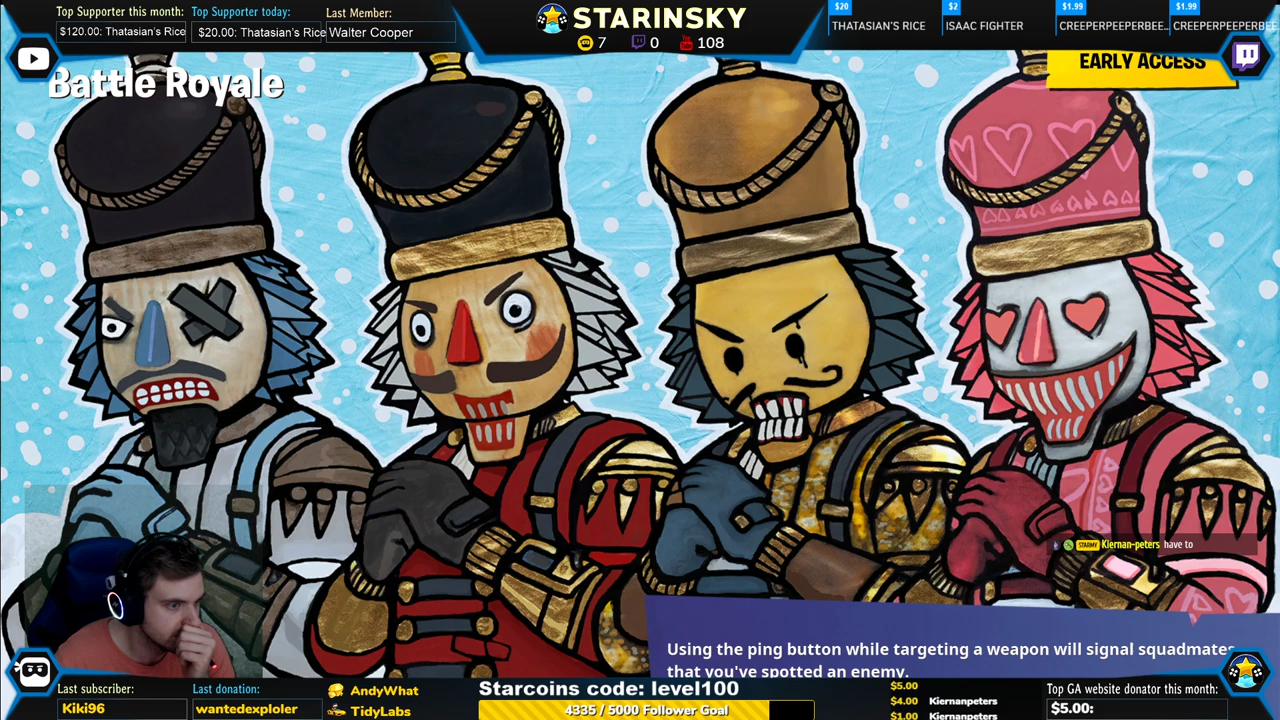 Top Supporter this month:
$120.00: Thatasian's Rice
Top Supporter today:
$20.00: Thatasian's Rice
Last Member:
Walter Cooper
STARINSKY
7 0 108
$20
THATASIAN'S RICE
$2
ISAAC FIGHTER
$1.99
CREEPERPEEPERBEE...
$1.99
CREEPERPEEPERBEE
Battle Royale
EARLY ACCESS
STARMY Kiernan-peters have to
Using the ping button while targeting a weapon will signal squadmates
that you've spotted an enemy.
Last subscriber:
Kiki96
Last donation:
wantedexploler
AndyWhat
TidyLabs
Starcoins code: level100
4335 / 5000 Follower Goal
$5.00
$4.00 Kiernanpeters
$1.00 Kiernanpeters
Top GA website donator this month:
$5.00: